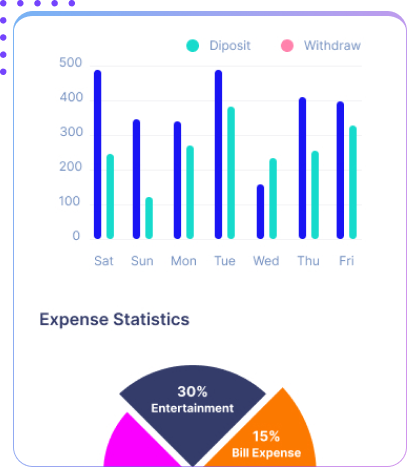 Diposit Withdraw
500
400
300
200
100
0
Sat Sun Mon Tue Wed Thu Fri
Expense Statistics
30%
Entertainment
15%
Bill Expense